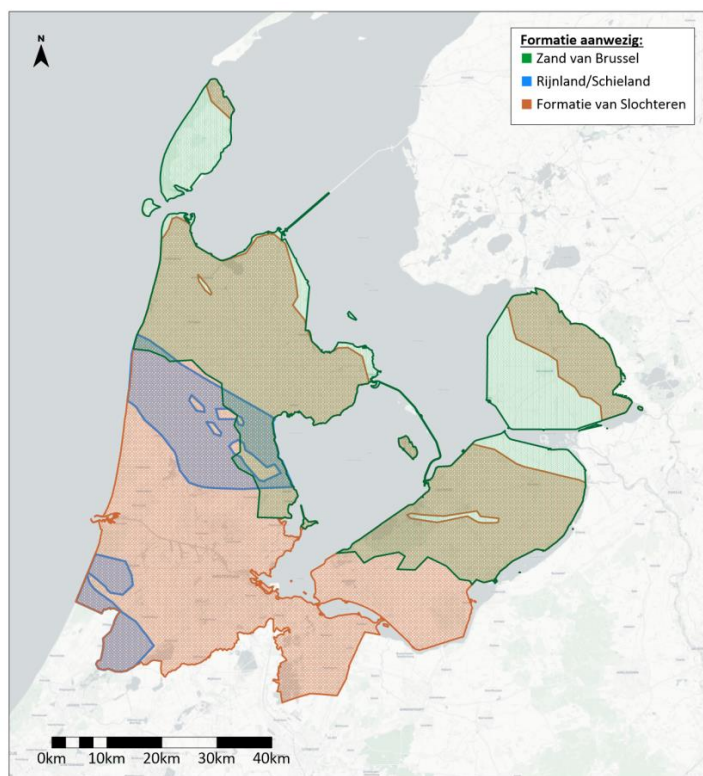 N
Formatie aanwezig:
Zand van Brussel
Rijnland/Schieland
Formatie van Slochteren
0km 10km 20km 30km 40km